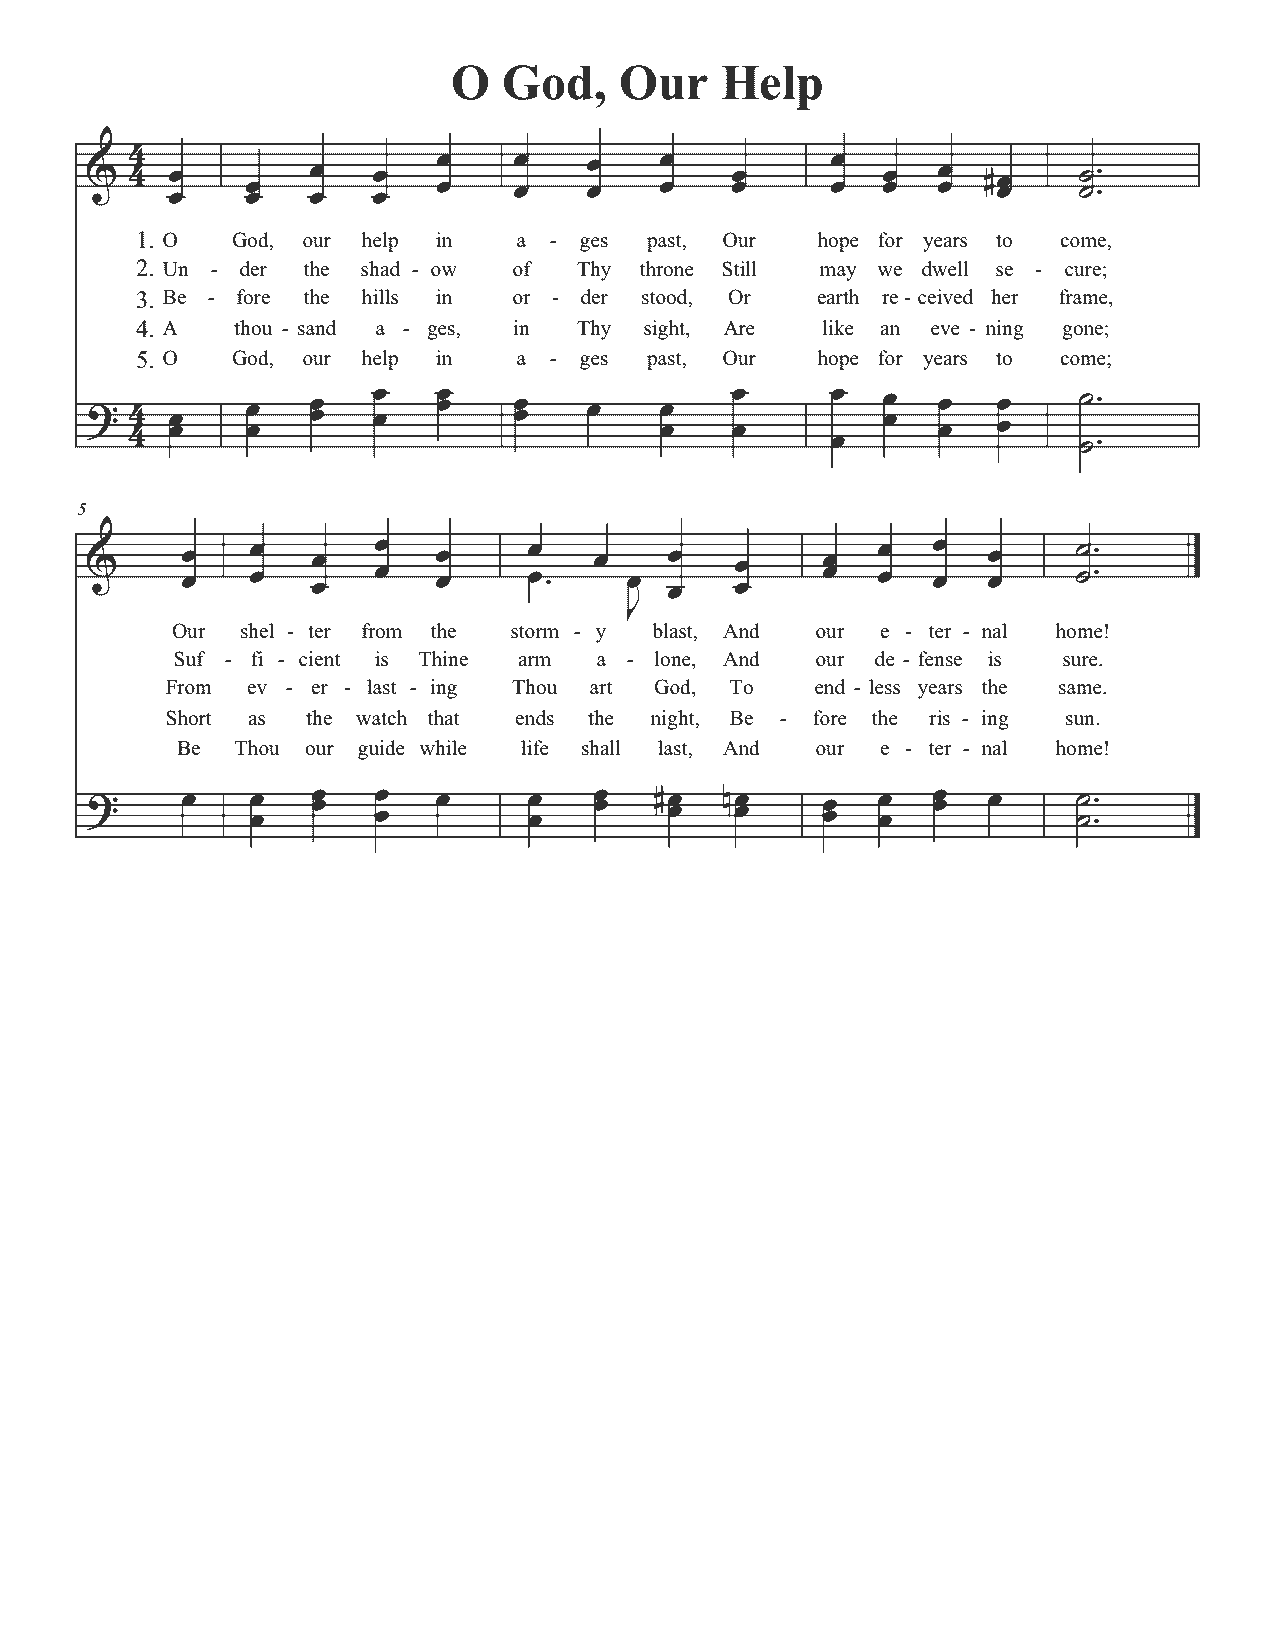 O God, Our Help
1. O God, our help in a - ges past, Our hope for years to come,
2. Un - der the shad - ow of Thy throne Still may we dwell se - cure;
3. Be - fore the hills in or - der stood, Or earth re - ceived her frame,
4. A thou - sand a - ges, in Thy sight, Are like an eve - ning gone;
5. O God, our help in a - ges past, Our hope for years to come;
5
Our shel - ter from the storm - y blast, And our e - ter - nal home!
Suf - fi - cient is Thine arm a - lone, And our de - fense is sure.
From ev - er - last - ing Thou art God, To end - less years the same.
Short as the watch that ends the night, Be - fore the ris - ing sun.
Be Thou our guide while life shall last, And our e - ter - nal home!